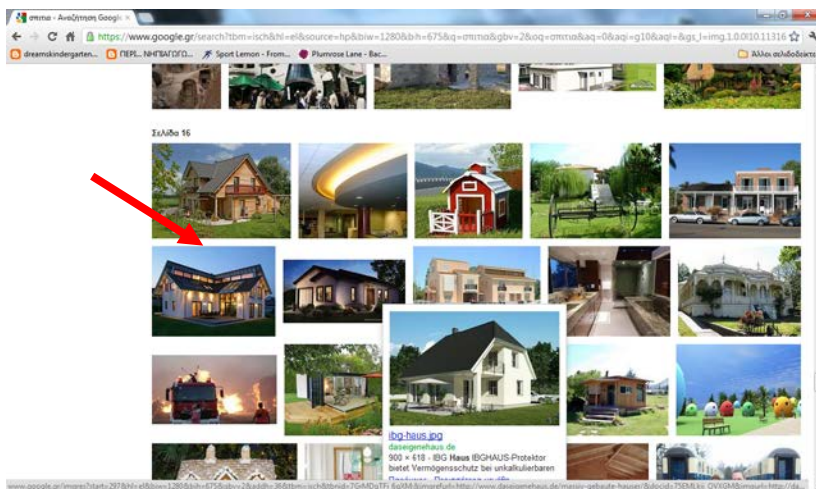 σπιτια - Αναζήτηση Google
https://www.google.gr/search?tbm=isch&hl=el&source=hp&biw=1280&bih=675&q=σπιτια&gbv=2&oq=σπιτια&aq=0&aqi=g10&aql=&gs_l=img.1.0.0l10.11316
dreamskindergarten...
ΠΕΡΙ... ΝΗΠΙΑΓΩΓΟ...
Sport Lemon - From...
Plumrose Lane - Bac...
Άλλοι σελιδοδείκτε
Σελίδα 16
ibg-haus.jpg
daseigenehaus.de
900 × 618 - IBG Haus IBGHAUS-Protektor
bietet Vermögensschutz bei unkalkulierbaren